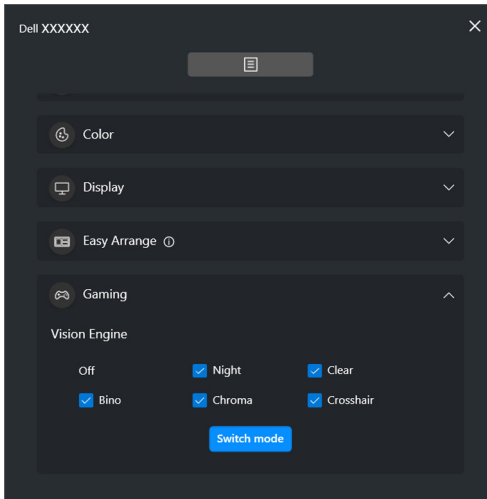 Dell XXXXXX
Color
Display
Easy Arrange
Gaming
Vision Engine
Off Night Clear
Bino Chroma Crosshair
Switch mode